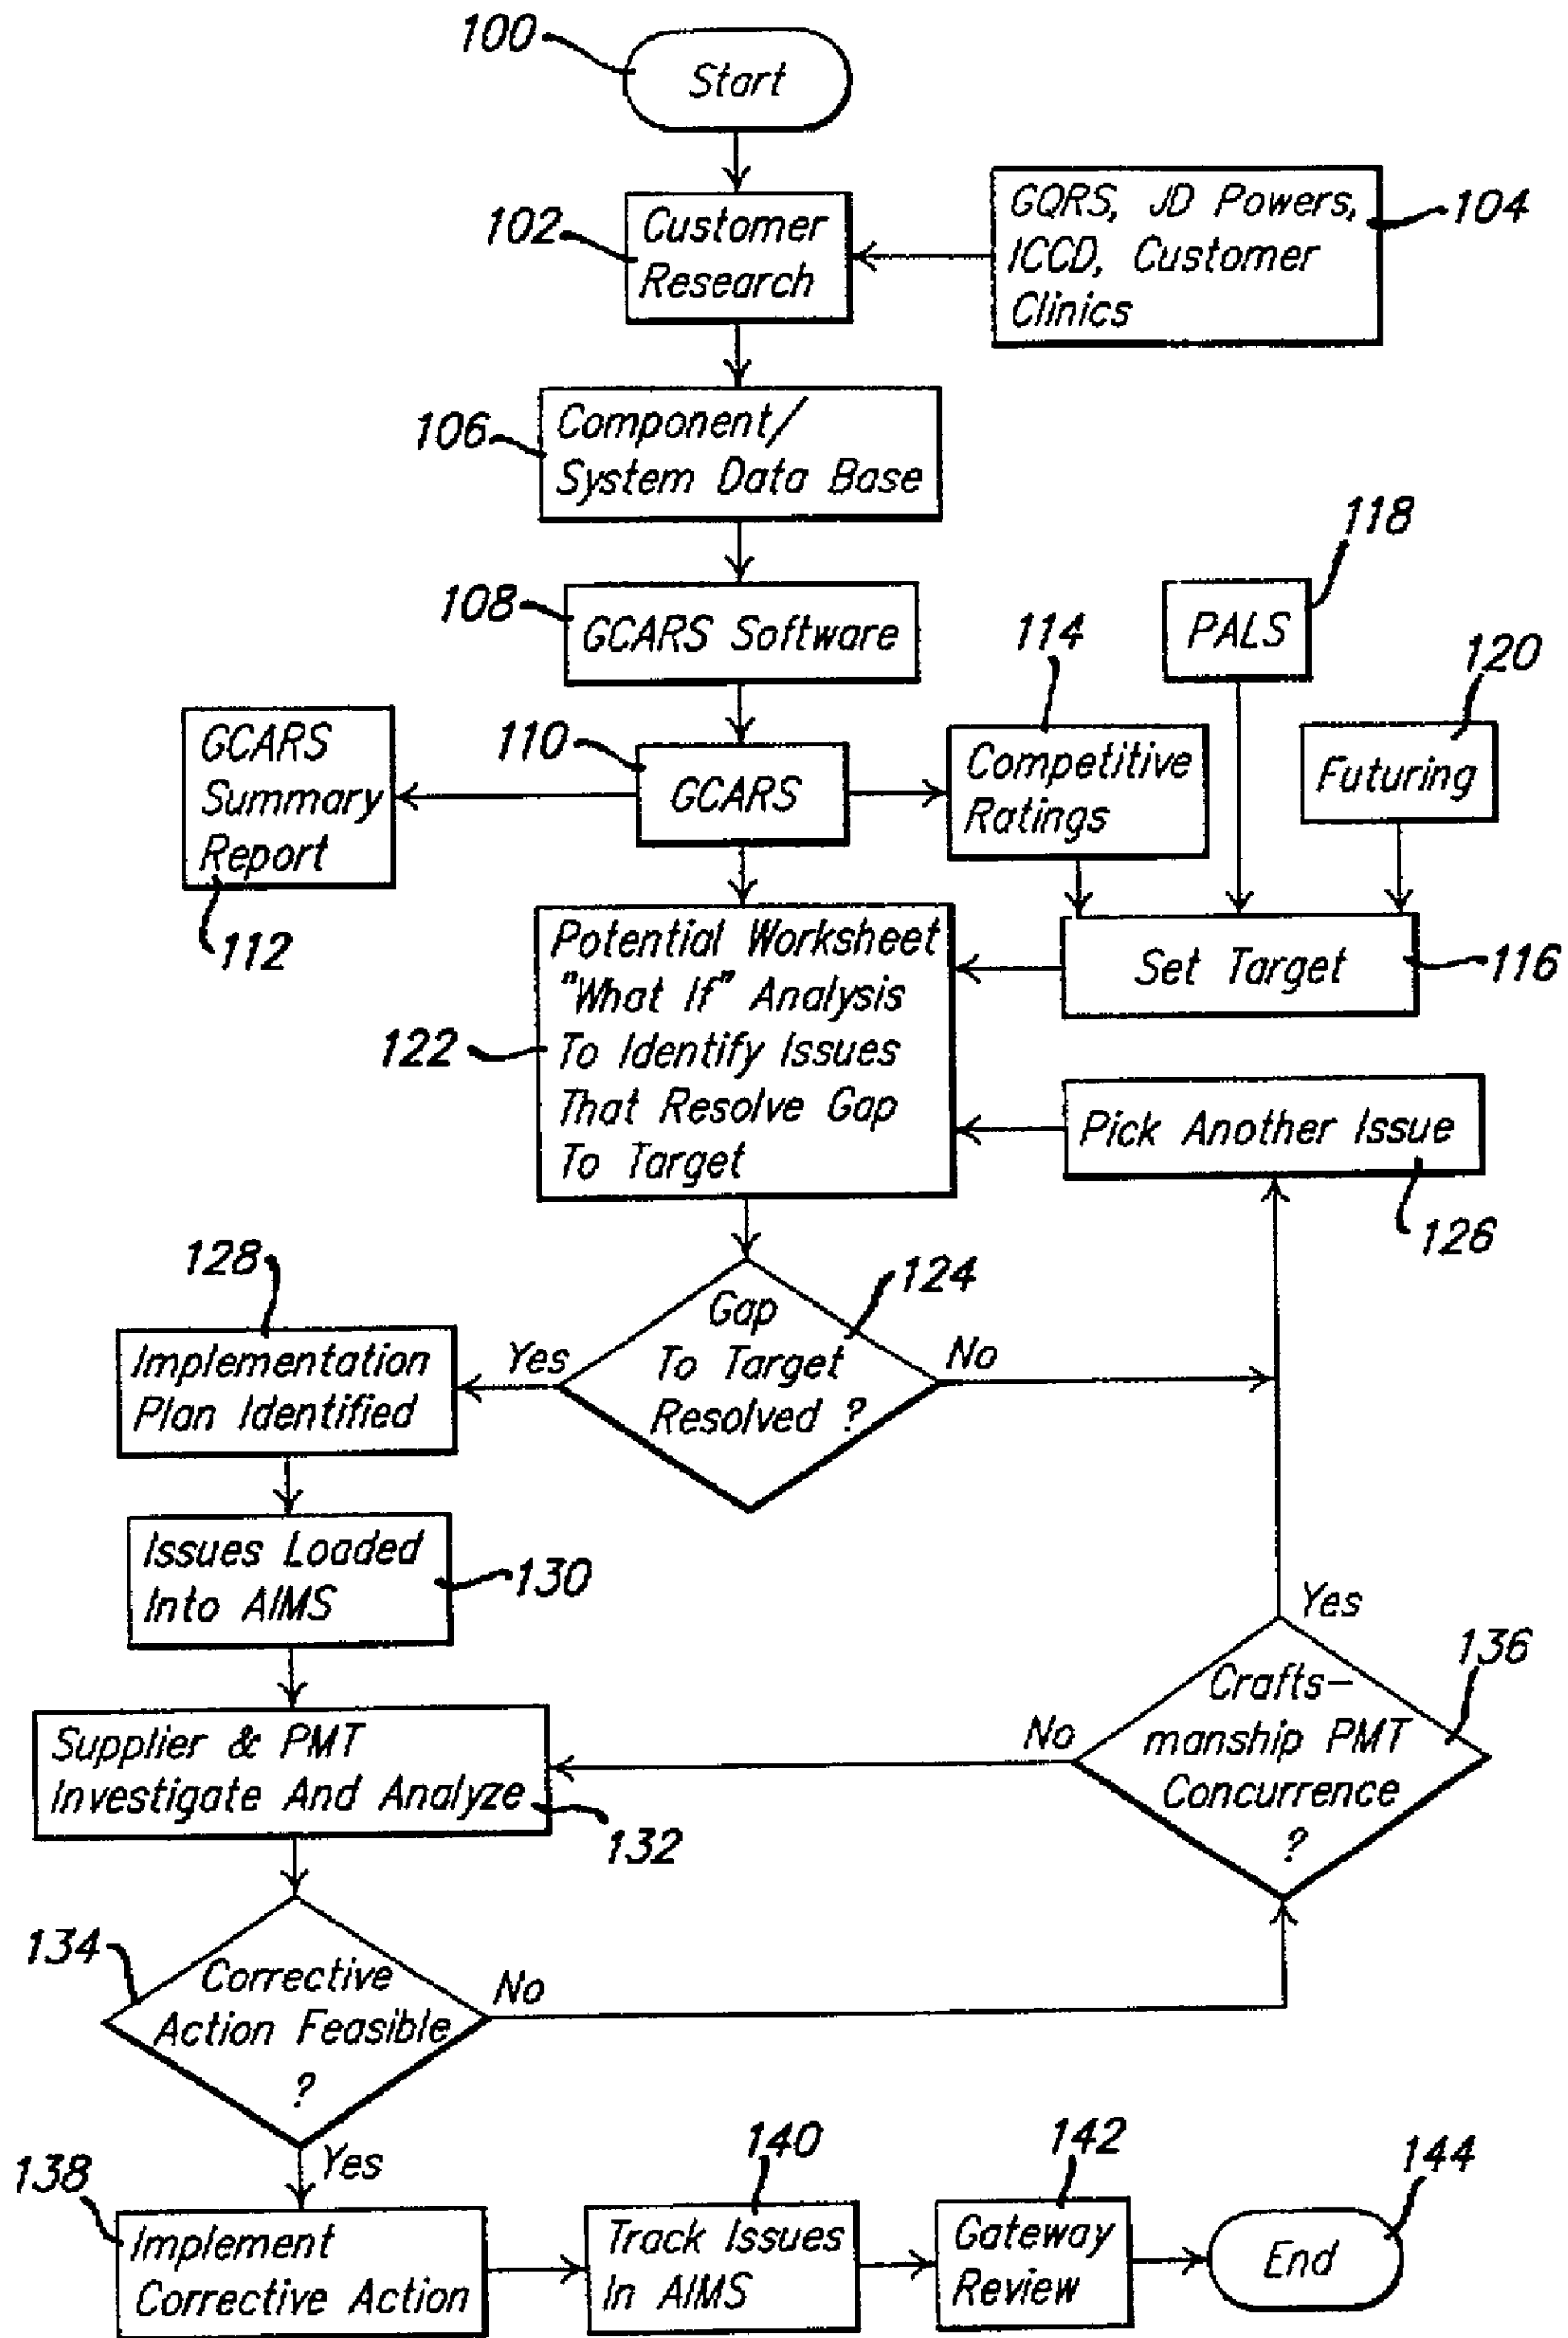 100
Start
102
Customer
Research
GQRS, JD Powers,
ICCD, Customer
Clinics
104
106
Component/
System Data Base
108
GCARS Software
118
PALS
114
120
Futuring
GCARS
Summary
Report
112
110
GCARS
Competitive
Ratings
Set Target
116
122
Potential Worksheet
"What If" Analysis
To Identify Issues
That Resolve Gap
To Target
Pick Another Issue
126
128
124
Gap
To Target
Resolved ?
Yes
No
Implementation
Plan Identified
Issues Loaded
Into AIMS
130
Yes
136
Crafts-
manship PMT
Concurrence
?
No
Supplier & PMT
Investigate And Analyze
132
134
Corrective
Action Feasible
?
No
Yes
138
Implement
Corrective Action
140
Track Issues
In AIMS
142
Gateway
Review
144
End